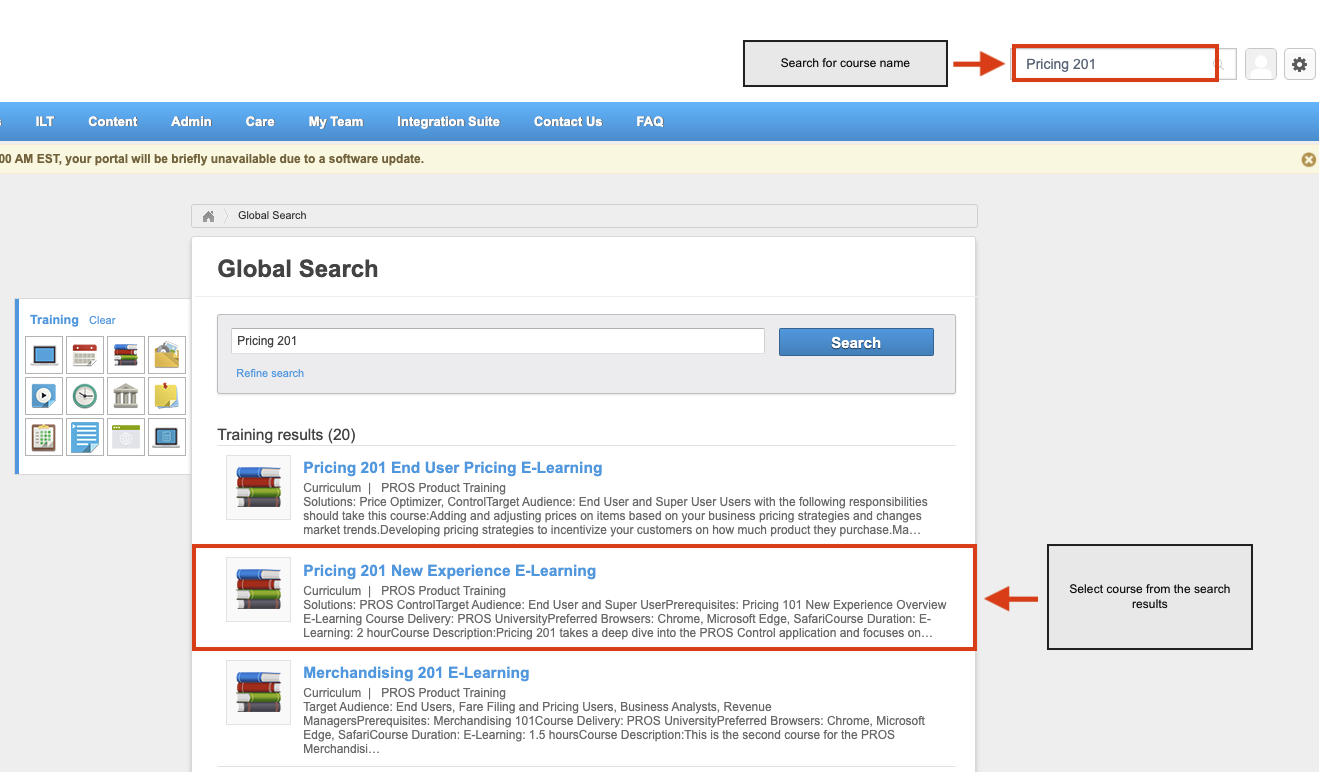 Search for course name
Pricing 201
ILT Content Admin Care My Team Integration Suite Contact Us FAQ
00 AM EST, your portal will be briefly unavailable due to a software update.
Global Search
Global Search
Training Clear
Pricing 201
Search
Refine search
Training results (20)
Pricing 201 End User Pricing E-Learning
Curriculum | PROS Product Training
Solutions: Price Optimizer, ControlTarget Audience: End User and Super User Users with the following responsibilities
should take this course:Adding and adjusting prices on items based on your business pricing strategies and changes
market trends.Developing pricing strategies to incentivize your customers on how much product they purchase.Ma…
Pricing 201 New Experience E-Learning
Curriculum | PROS Product Training
Solutions: PROS ControlTarget Audience: End User and Super UserPrerequisites: Pricing 101 New Experience Overview
E-Learning Course Delivery: PROS UniversityPreferred Browsers: Chrome, Microsoft Edge, SafariCourse Duration: E-
Learning: 2 hourCourse Description:Pricing 201 takes a deep dive into the PROS Control application and focuses on…
Select course from the search
results
Merchandising 201 E-Learning
Curriculum | PROS Product Training
Target Audience: End Users, Fare Filing and Pricing Users, Business Analysts, Revenue
ManagersPrerequisites: Merchandising 101Course Delivery: PROS UniversityPreferred Browsers: Chrome, Microsoft
Edge, SafariCourse Duration: E-Learning: 1.5 hoursCourse Description:This is the second course for the PROS
Merchandisi…